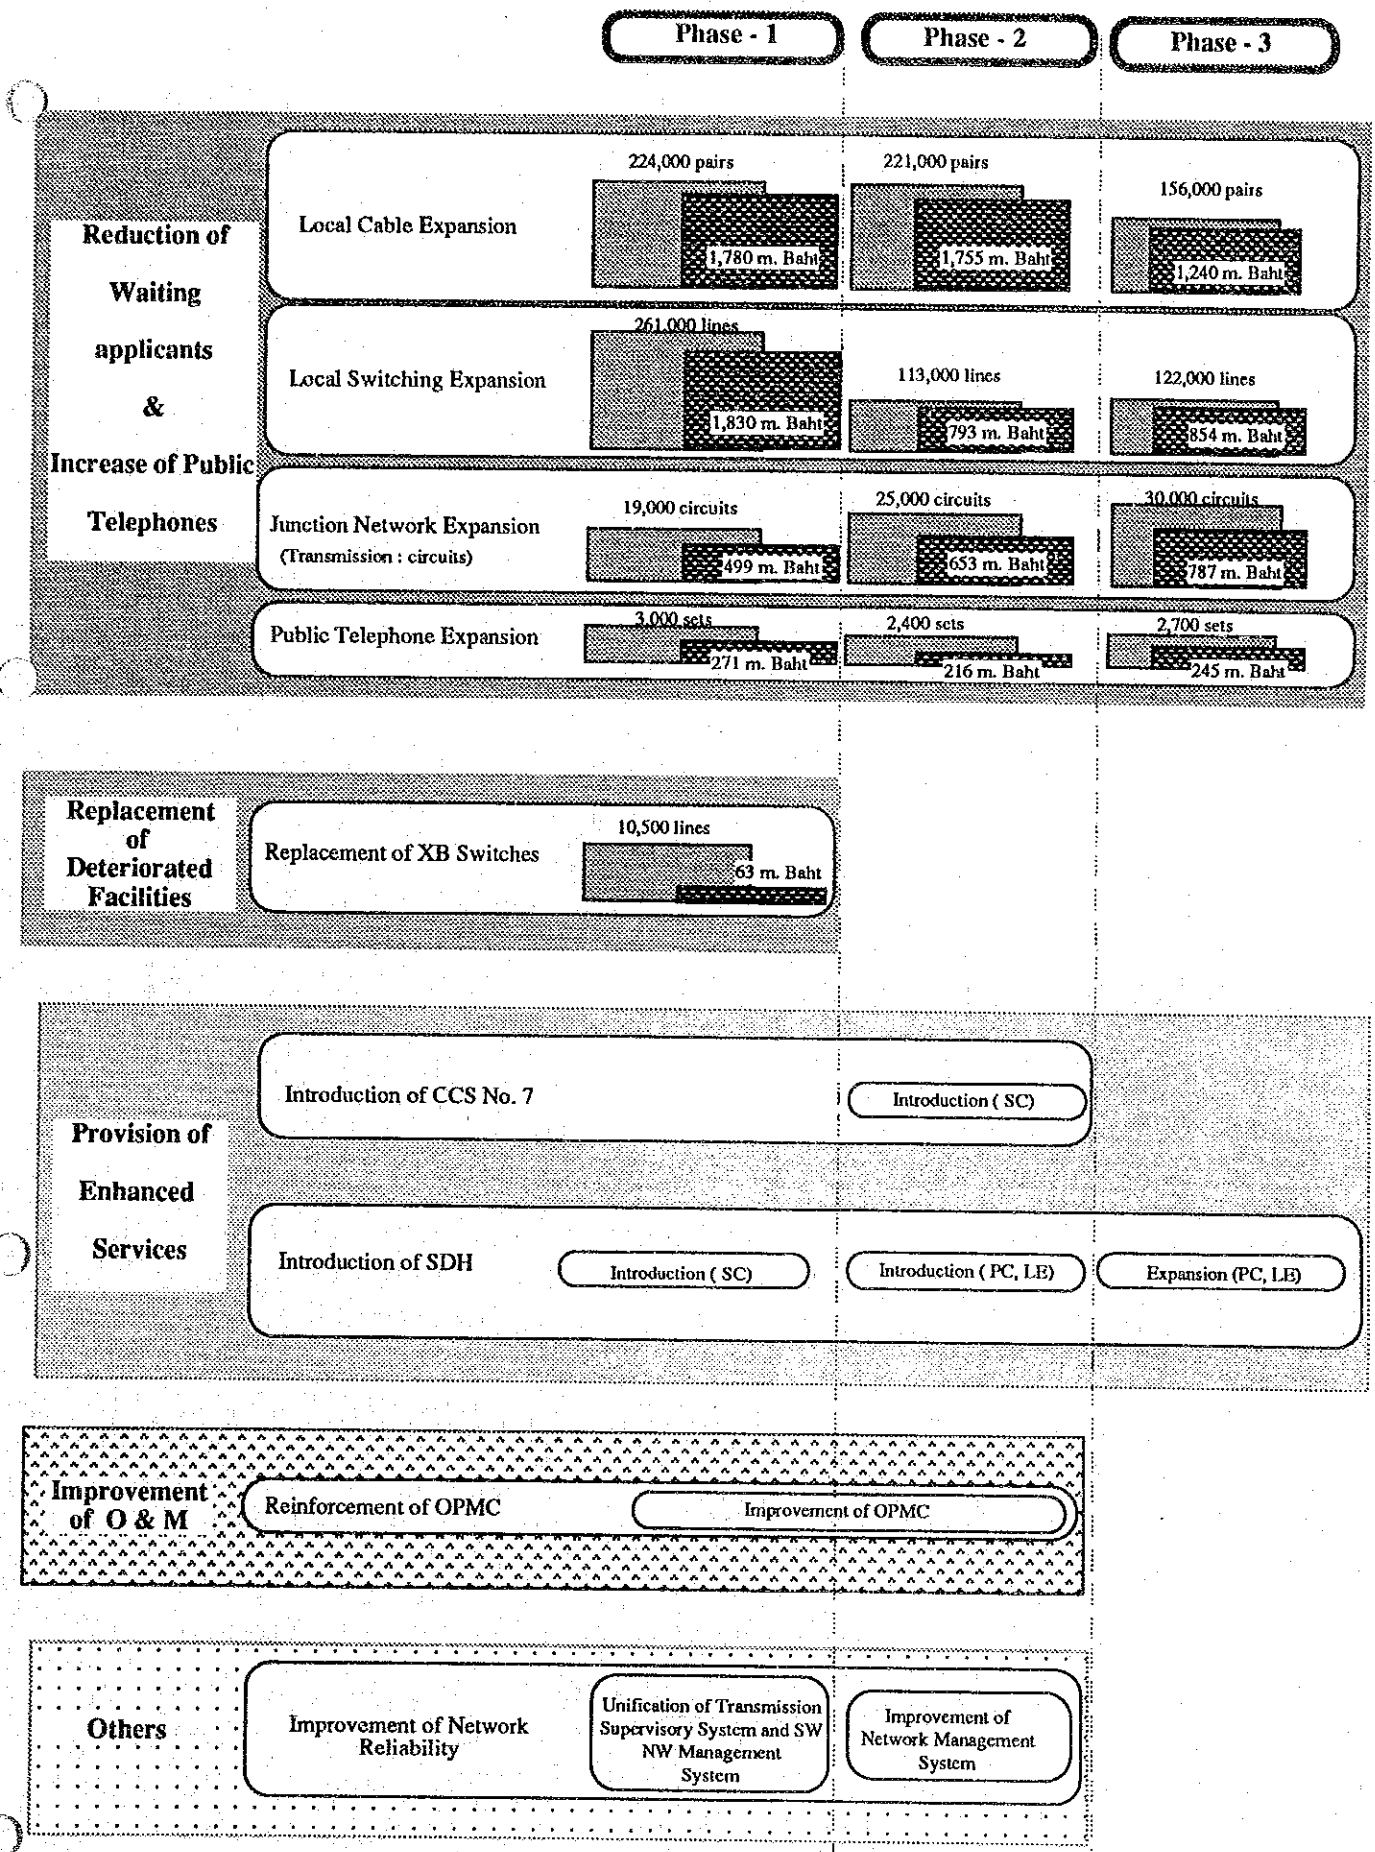 Phase - 1
Phase - 2
Phase - 3
Reduction of
Waiting
applicants
&
Increase of Public
Telephones
Local Cable Expansion
224,000 pairs
1,780 m. Baht
221,000 pairs
1,755 m. Baht
156,000 pairs
1,240 m. Baht
Local Switching Expansion
261,000 lines
1,830 m. Baht
113,000 lines
793 m. Baht
122,000 lines
854 m. Baht
Junction Network Expansion
(Transmission : circuits)
19,000 circuits
499 m. Baht
25,000 circuits
653 m. Baht
30,000 circuits
787 m. Baht
Public Telephone Expansion
3,000 sets
271 m. Baht
2,400 sets
216 m. Baht
2,700 sets
245 m. Baht
Replacement
of
Deteriorated
Facilities
Replacement of XB Switches
10,500 lines
63 m. Baht
Provision of
Enhanced
Services
Introduction of CCS No. 7
Introduction ( SC)
Introduction of SDH
Introduction ( SC)
Introduction ( PC, LE)
Expansion (PC, LE)
Improvement
of O & M
Reinforcement of OPMC
Improvement of OPMC
Others
Improvement of Network
Reliability
Unification of Transmission
Supervisory System and SW
NW Management
System
Improvement of
Network Management
System